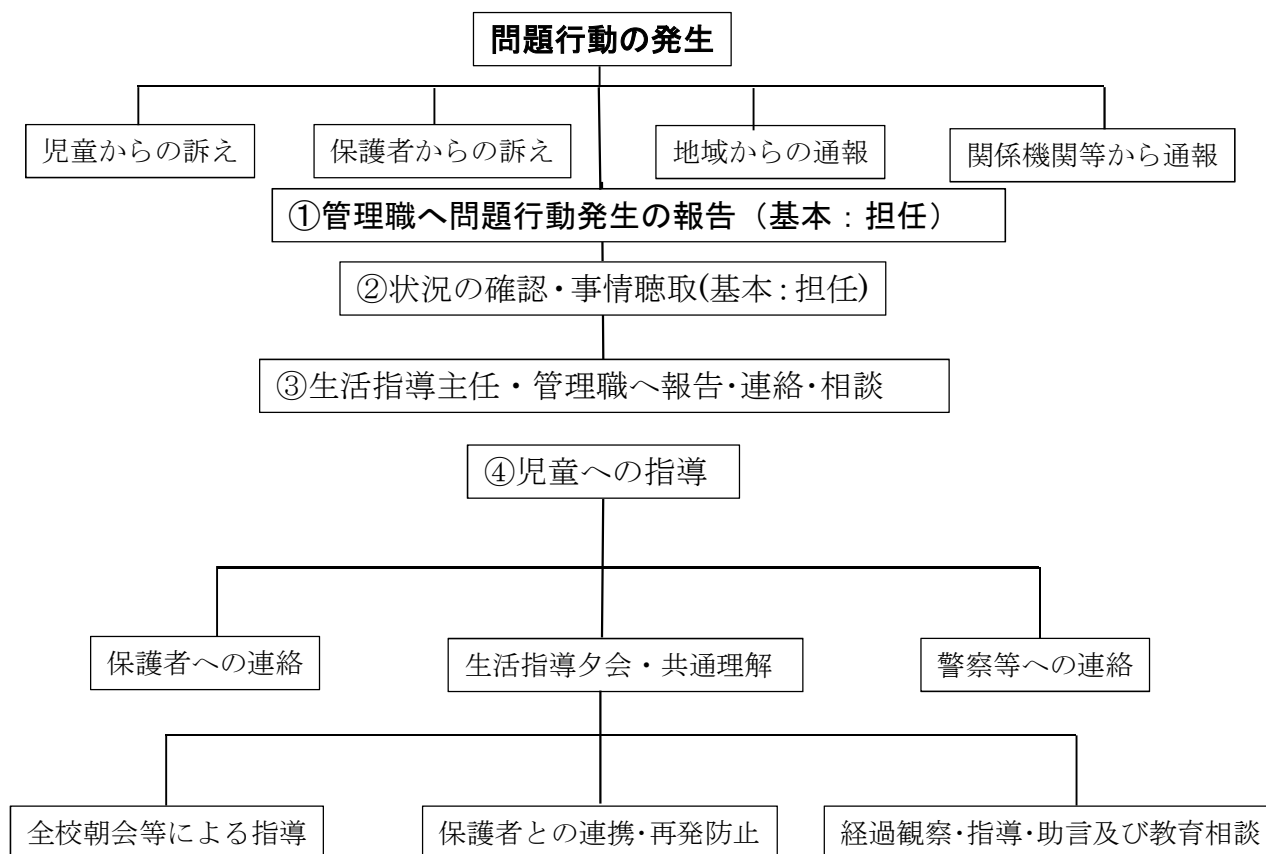 問題行動の発生
児童からの訴え
保護者からの訴え
地域からの通報
関係機関等から通報
①管理職へ問題行動発生の報告（基本：担任）
②状況の確認・事情聴取(基本:担任)
③生活指導主任・管理職へ報告・連絡・相談
④児童への指導
保護者への連絡
生活指導夕会・共通理解
警察等への連絡
全校朝会等による指導
保護者との連携・再発防止
経過観察・指導・助言及び教育相談